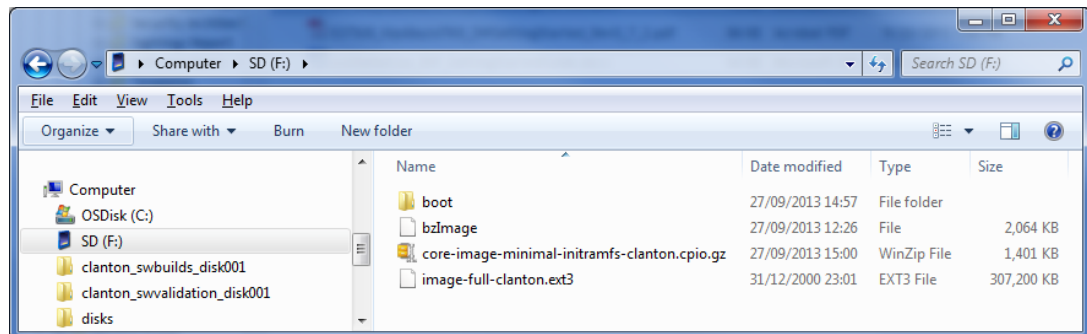 Computer SD (F:) Search SD (F:)
File Edit View Tools Help
Organize Share with Burn New folder
Name Date modified Type Size
Computer
OSDisk (C:)
SD (F:)
clanton_swbuilds_disk001
clanton_swvalidation_disk001
disks
boot 27/09/2013 14:57 File folder
bzImage 27/09/2013 12:26 File 2,064 KB
core-image-minimal-initramfs-clanton.cpio.gz 27/09/2013 15:00 WinZip File 1,401 KB
image-full-clanton.ext3 31/12/2000 23:01 EXT3 File 307,200 KB